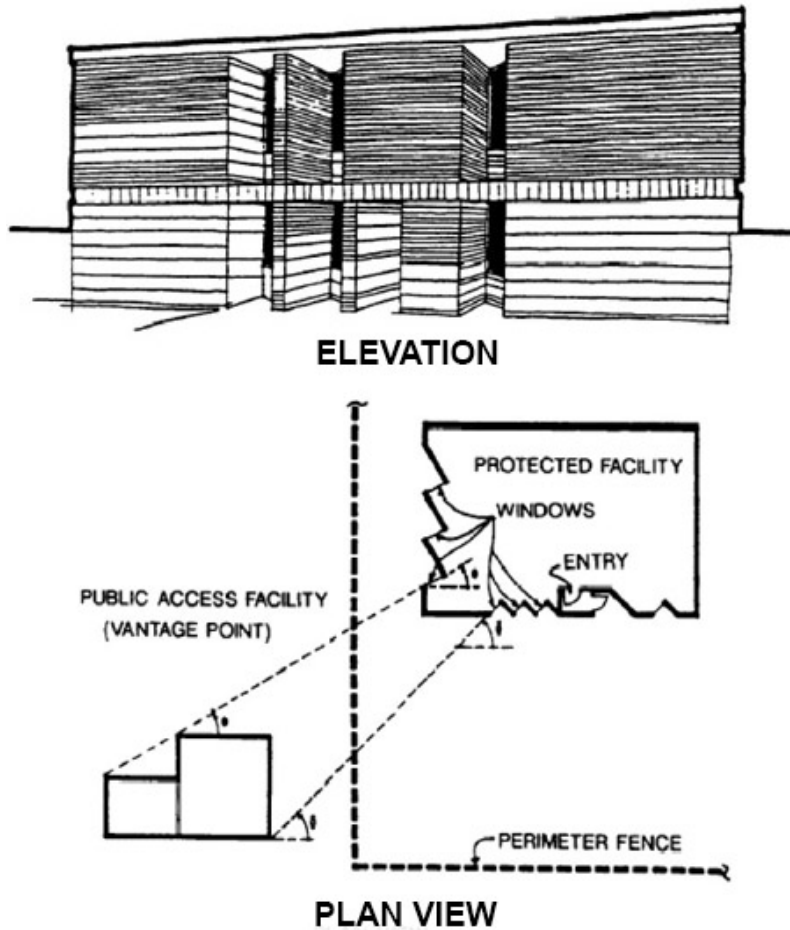 ELEVATION
PROTECTED FACILITY
WINDOWS
ENTRY
PUBLIC ACCESS FACILITY
(VANTAGE POINT)
PERIMETER FENCE
PLAN VIEW